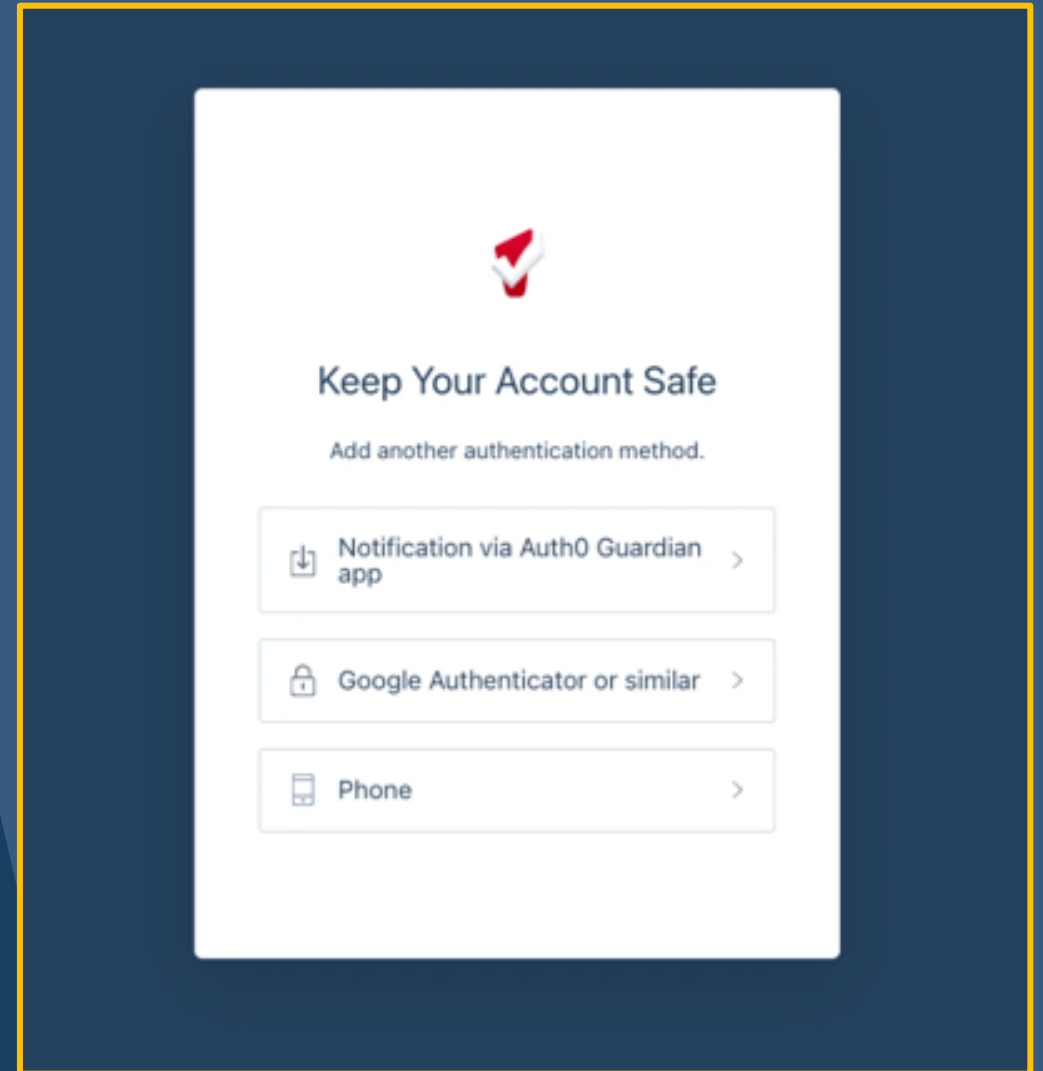 Keep Your Account Safe
Add another authentication method.
Notification via Auth0 Guardian
app
Google Authenticator or similar
Phone